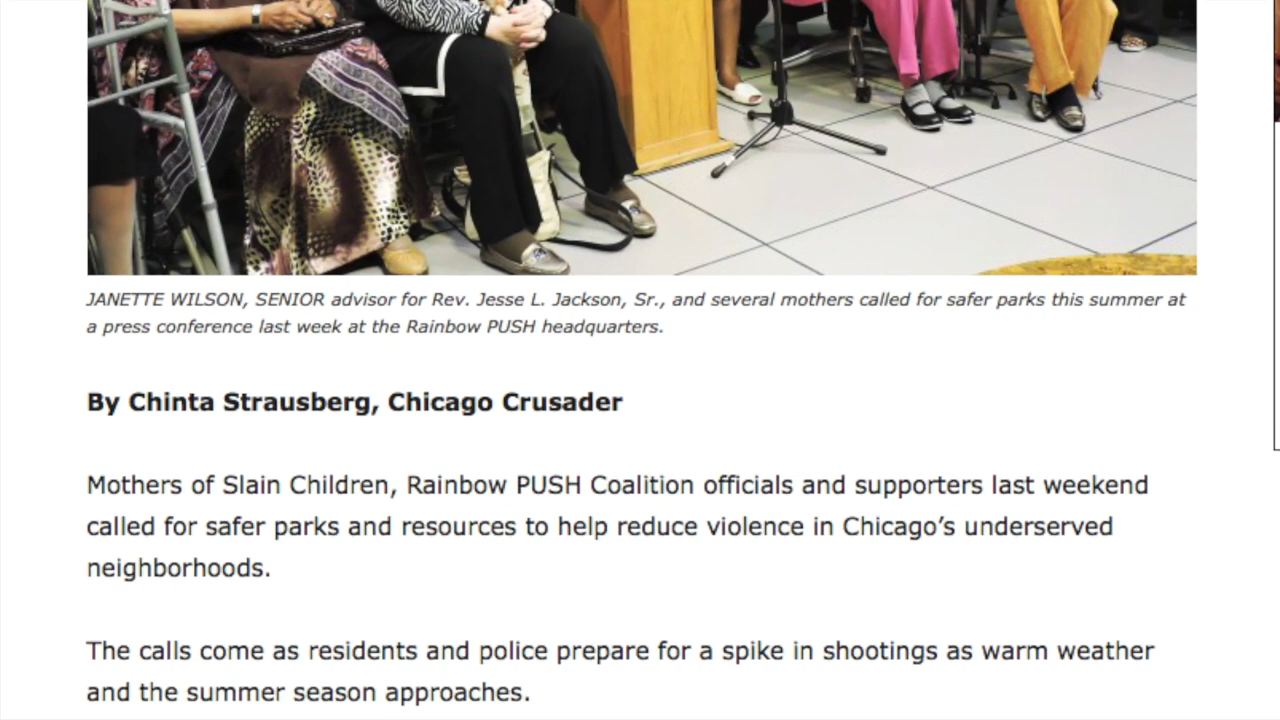 JANETTE WILSON, SENIOR advisor for Rev. Jesse L. Jackson, Sr., and several mothers called for safer parks this summer at
a press conference last week at the Rainbow PUSH headquarters.
By Chinta Strausberg, Chicago Crusader
Mothers of Slain Children, Rainbow PUSH Coalition officials and supporters last weekend
called for safer parks and resources to help reduce violence in Chicago’s underserved
neighborhoods.
The calls come as residents and police prepare for a spike in shootings as warm weather
and the summer season approaches.